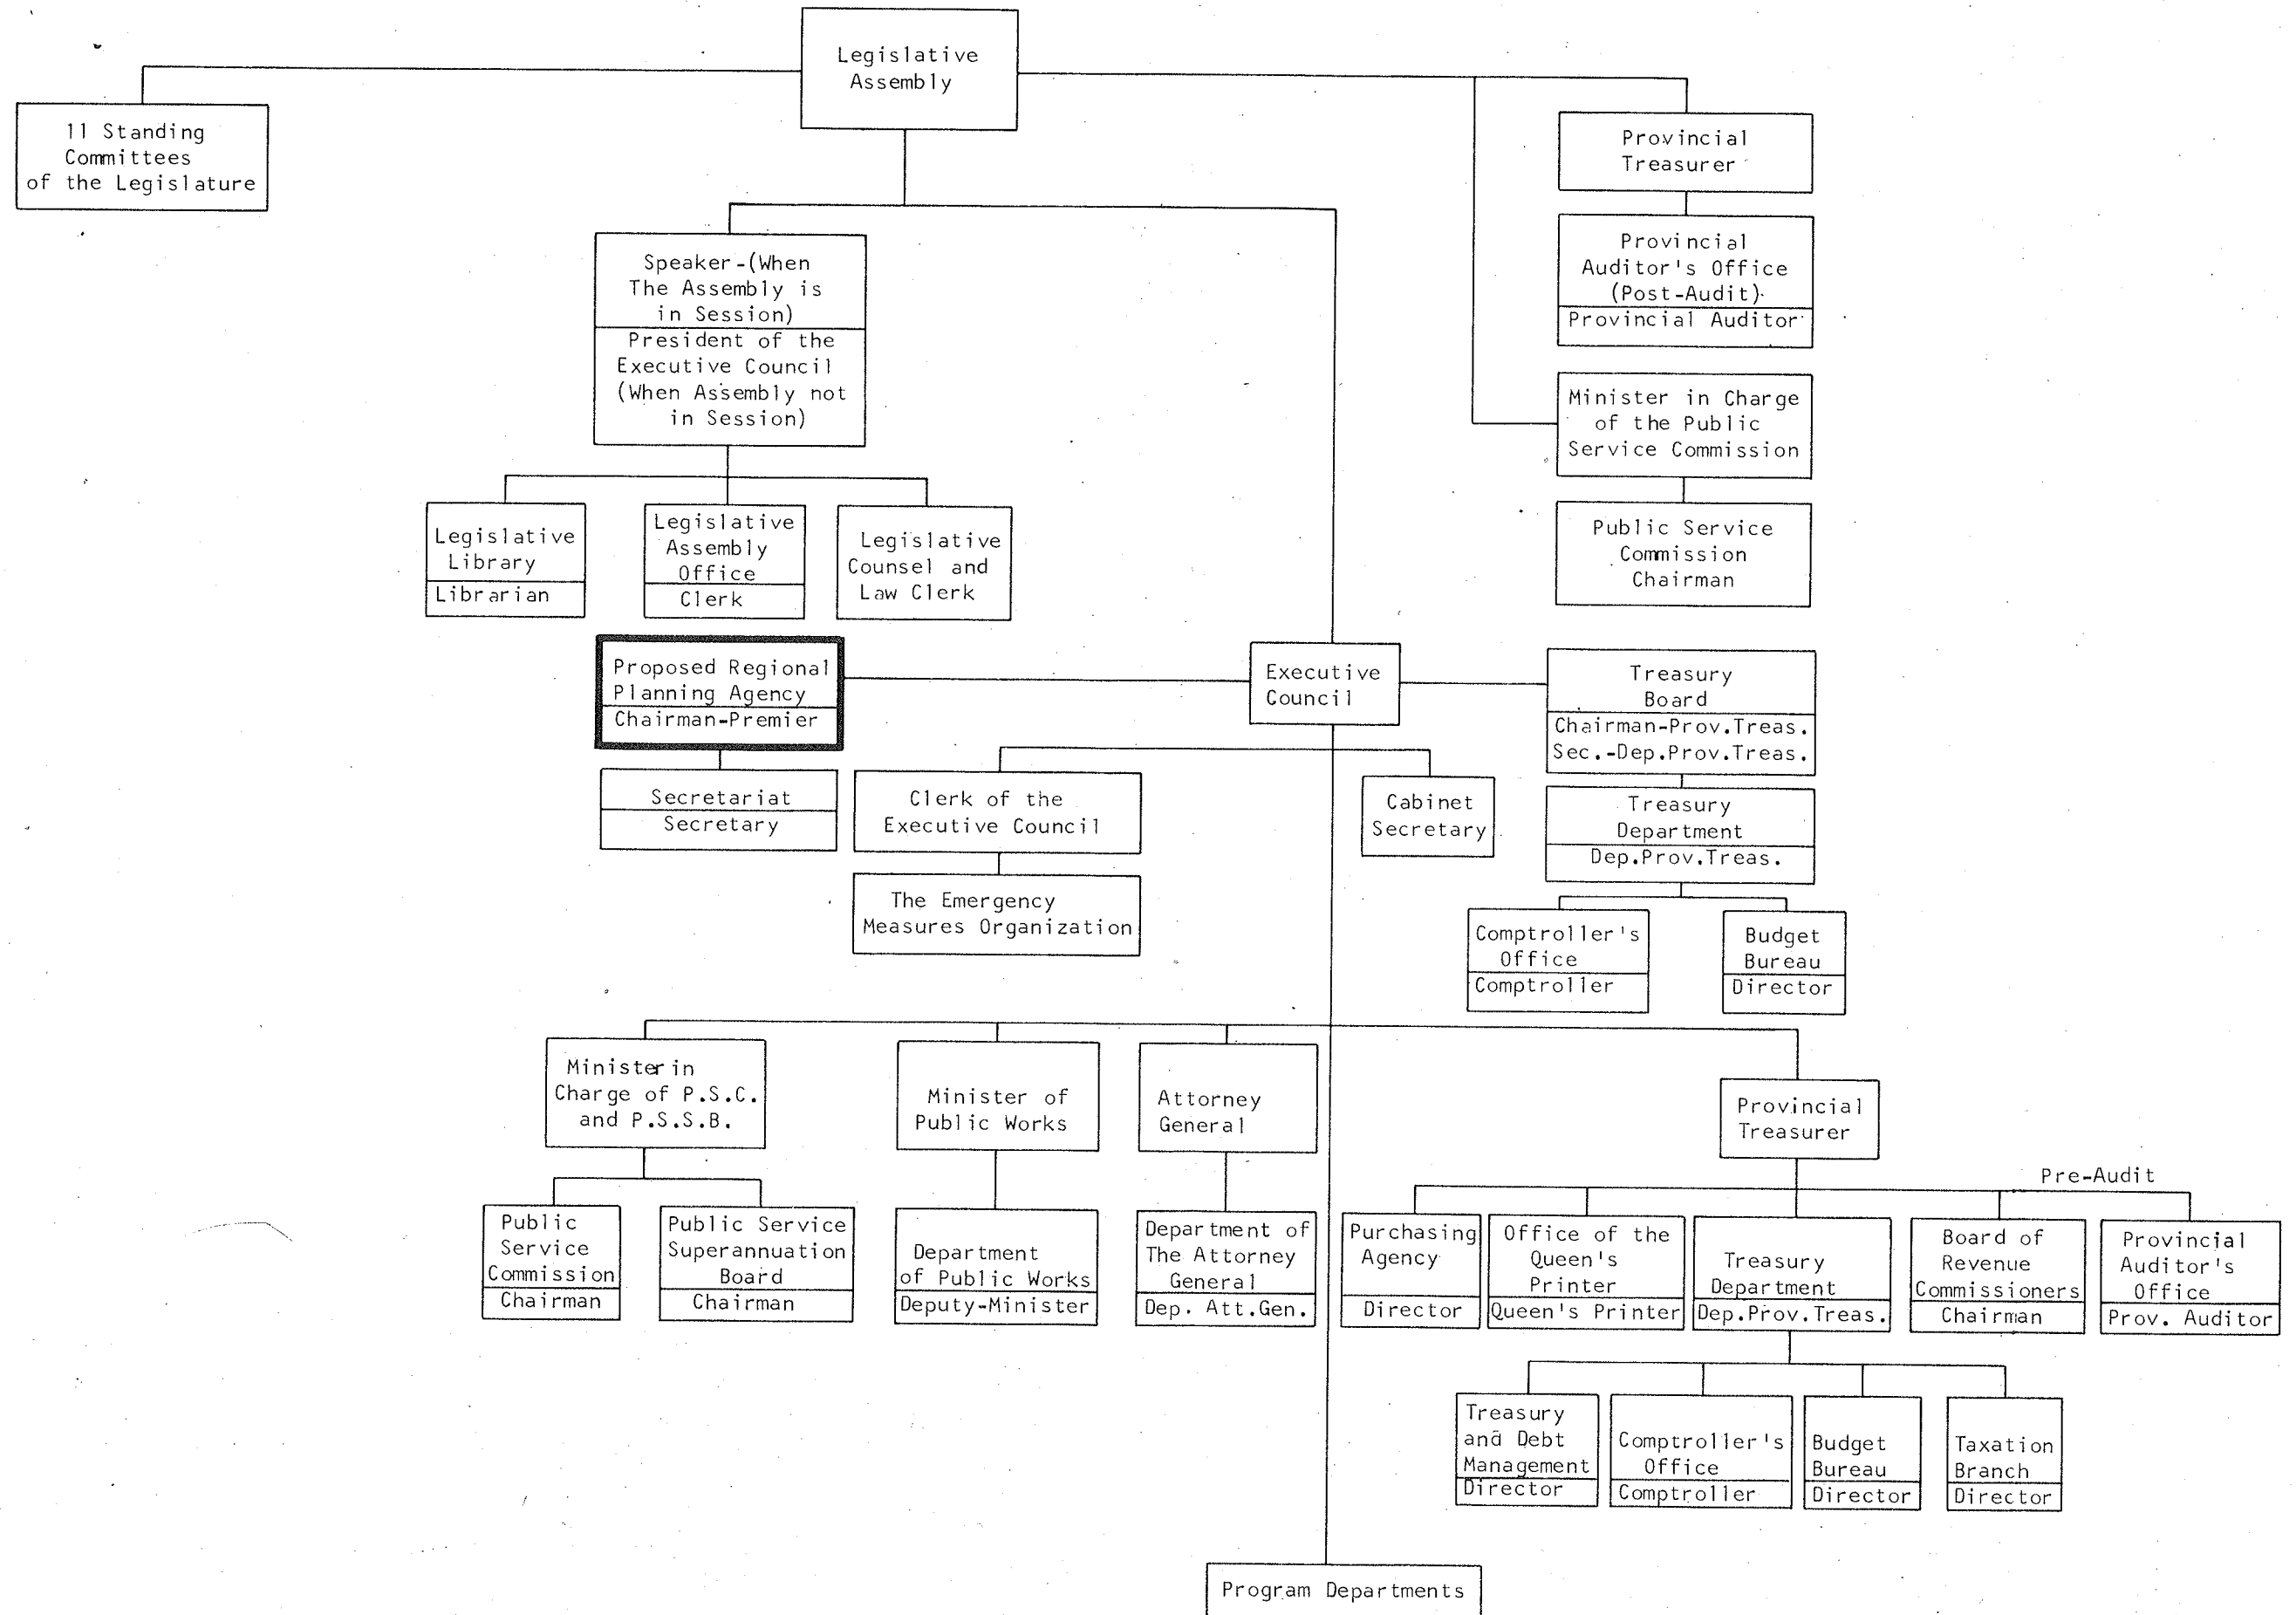 Legislative
Assembly
11 Standing
Committees
of the Legislature
Provincial
Treasurer
Provincial
Auditor's Office
(Post-Audit)
Provincial Auditor
Speaker-(When
The Assembly is
in Session)
President of the
Executive Council
(When Assembly not
in Session)
Minister in Charge
of the Public
Service Commission
Public Service
Commission
Chairman
Legislative
Library
Librarian
Legislative
Assembly
Office
Clerk
Legislative
Counsel and
Law Clerk
Proposed Regional
Planning Agency
Chairman-Premier
Executive
Council
Treasury
Board
Chairman-Prov.Treas.
Sec.-Dep.Prov.Treas.
Secretariat
Secretary
Clerk of the
Executive Council
Cabinet
Secretary
Treasury
Department
Dep.Prov.Treas.
The Emergency
Measures Organization
Comptroller's
Office
Comptroller
Budget
Bureau
Director
Minister in
Charge of P.S.C.
and P.S.S.B.
Minister of
Public Works
Attorney
General
Provincial
Treasurer
Pre-Audit
Public
Service
Commission
Chairman
Public Service
Superannuation
Board
Chairman
Department
of Public Works
Deputy-Minister
Department of
The Attorney
General
Dep. Att.Gen.
Purchasing
Agency
Director
Office of the
Queen's
Printer
Queen's Printer
Treasury
Department
Dep.Prov.Treas.
Board of
Revenue
Commissioners
Chairman
Provincial
Auditor's
Office
Prov. Auditor
Treasury
and Debt
Management
Director
Comptroller's
Office
Comptroller
Budget
Bureau
Director
Taxation
Branch
Director
Program Departments